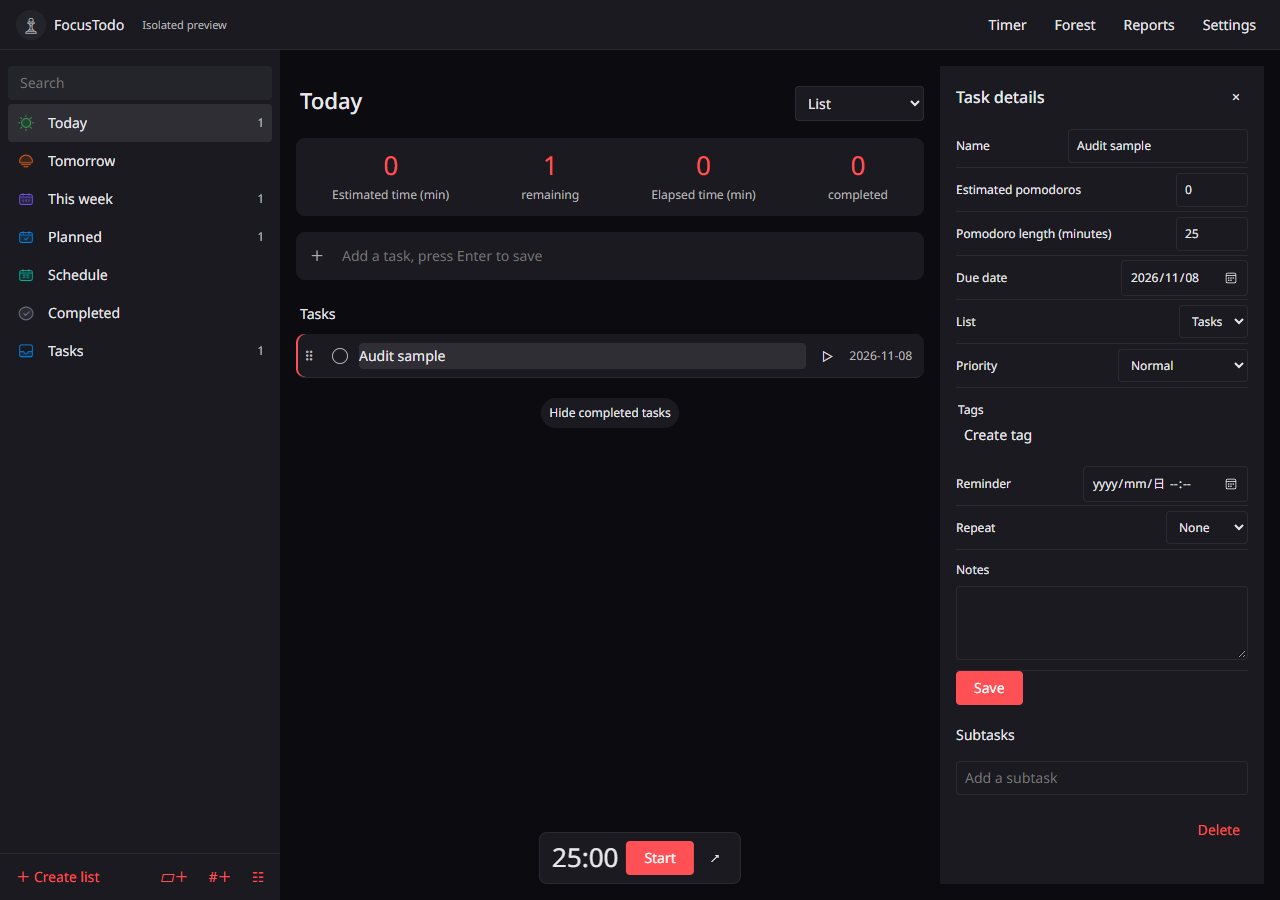 FocusTodo Isolated preview Timer Forest Reports Settings
Search
Today 1
Tomorrow
This week 1
Planned 1
Schedule
Completed
Tasks 1
+ Create list
#+
Today List
0 1 0 0
Estimated time (min) remaining Elapsed time (min) completed
+ Add a task, press Enter to save
Tasks
Audit sample 2026-11-08
Hide completed tasks
25:00 Start ↗
Task details ×
Name Audit sample
Estimated pomodoros 0
Pomodoro length (minutes) 25
Due date 2026/11/08
List Tasks
Priority Normal
Tags
Create tag
Reminder yyyy/mm/日 --:--
Repeat None
Notes
Save
Subtasks
Add a subtask
Delete